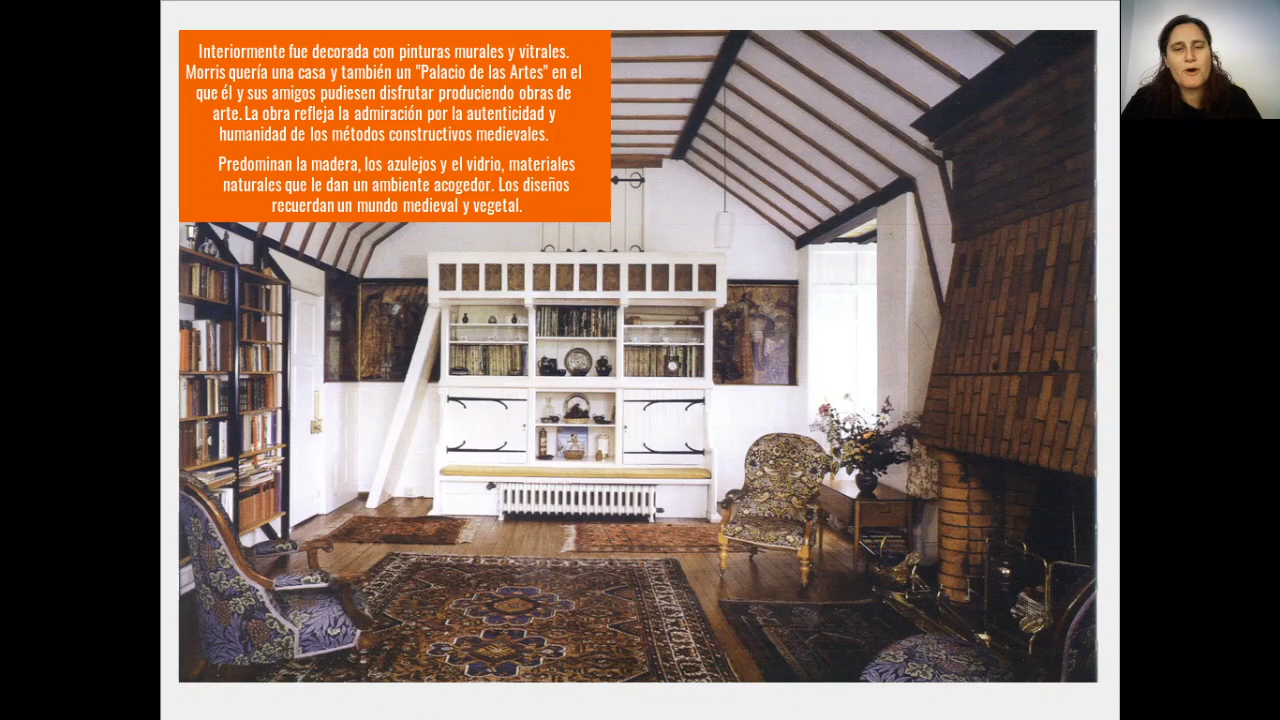 Interiormente fue decorada con pinturas murales y vitrales.
Morris quería una casa y también un "Palacio de las Artes" en el
que él y sus amigos pudiesen disfrutar produciendo obras de
arte. La obra refleja la admiración por la autenticidad y
humanidad de los métodos constructivos medievales.
Predominan la madera, los azulejos y el vidrio, materiales
naturales que le dan un ambiente acogedor. Los diseños
recuerdan un mundo medieval y vegetal.